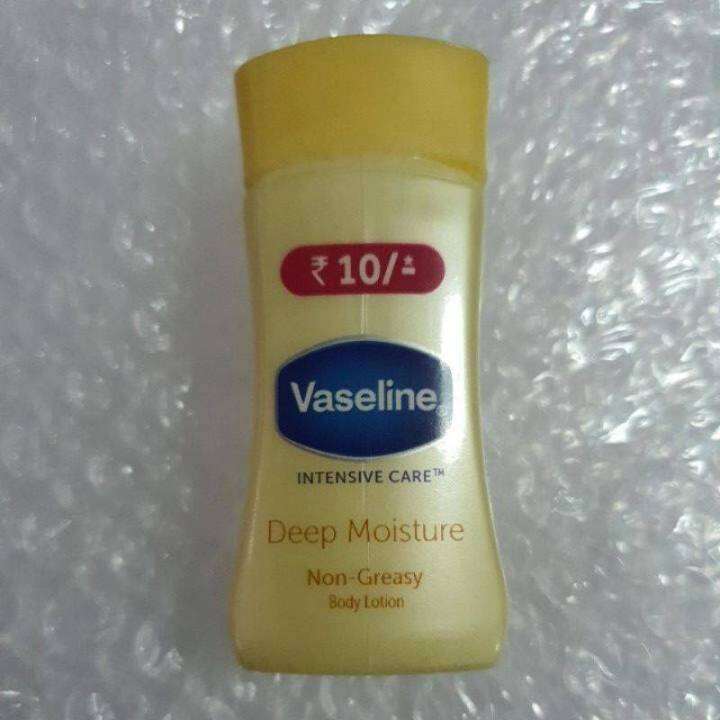 ₹ 10/-*
Vaseline®
INTENSIVE CARE™
Deep Moisture
Non-Greasy
Body Lotion